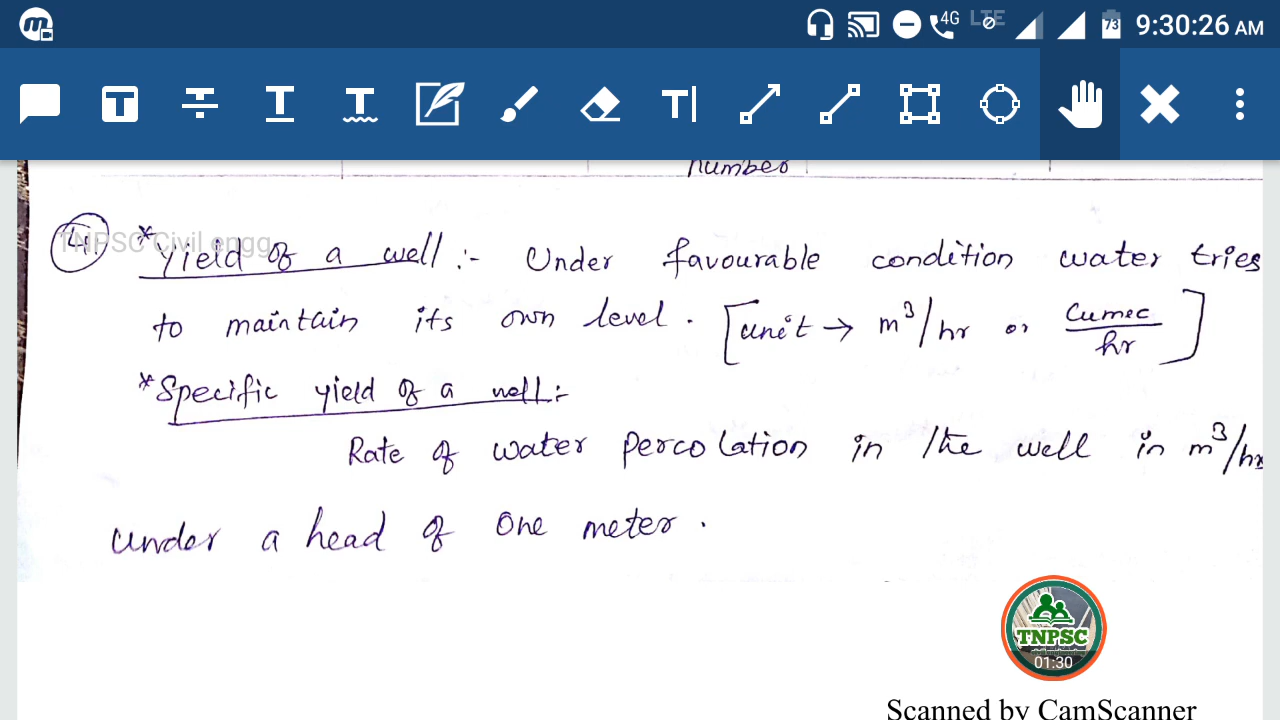 4G LTE 73 9:30:26 AM
number
4. TNPSC Civil engg
*Yield of a well :- Under favourable condition water tries
to maintain its own level. [unit → m³/hr or cumec/hr]
*Specific yield of a well:-
Rate of water percolation in the well in m³/hr
under a head of one meter.
TNPSC
01:30
Scanned by CamScanner